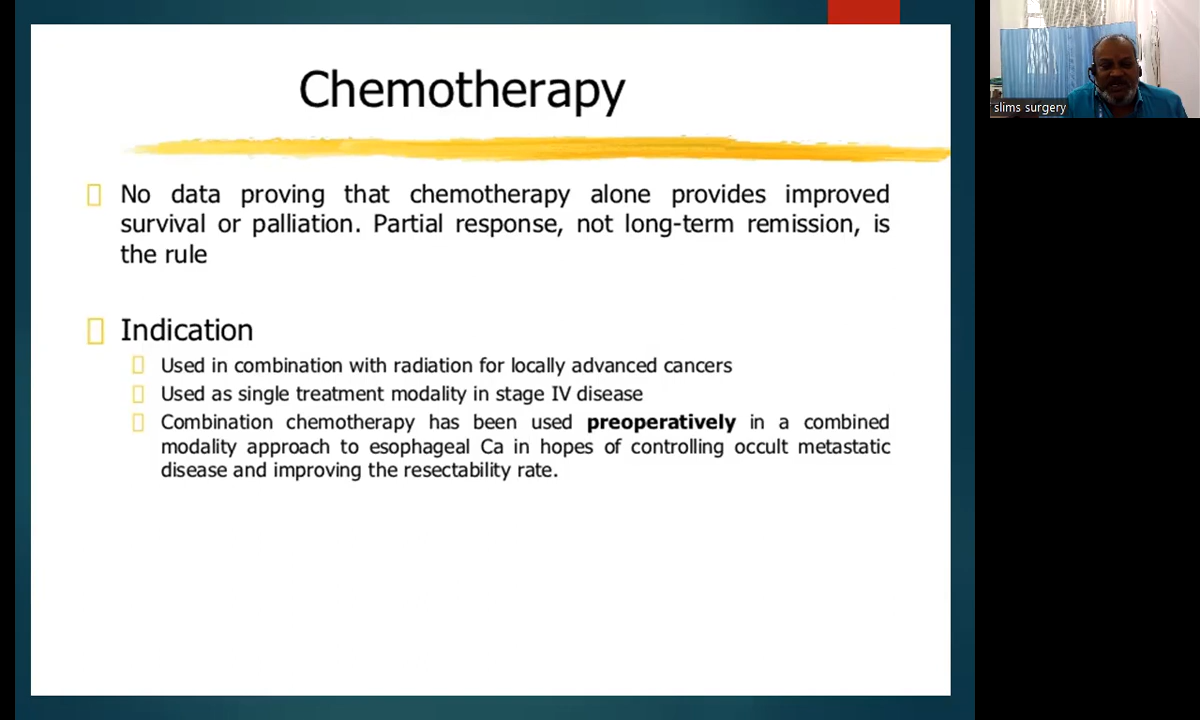 Chemotherapy
No data proving that chemotherapy alone provides improved
survival or palliation. Partial response, not long-term remission, is
the rule
Indication
Used in combination with radiation for locally advanced cancers
Used as single treatment modality in stage IV disease
Combination chemotherapy has been used preoperatively in a combined
modality approach to esophageal Ca in hopes of controlling occult metastatic
disease and improving the resectability rate.
slims surgery